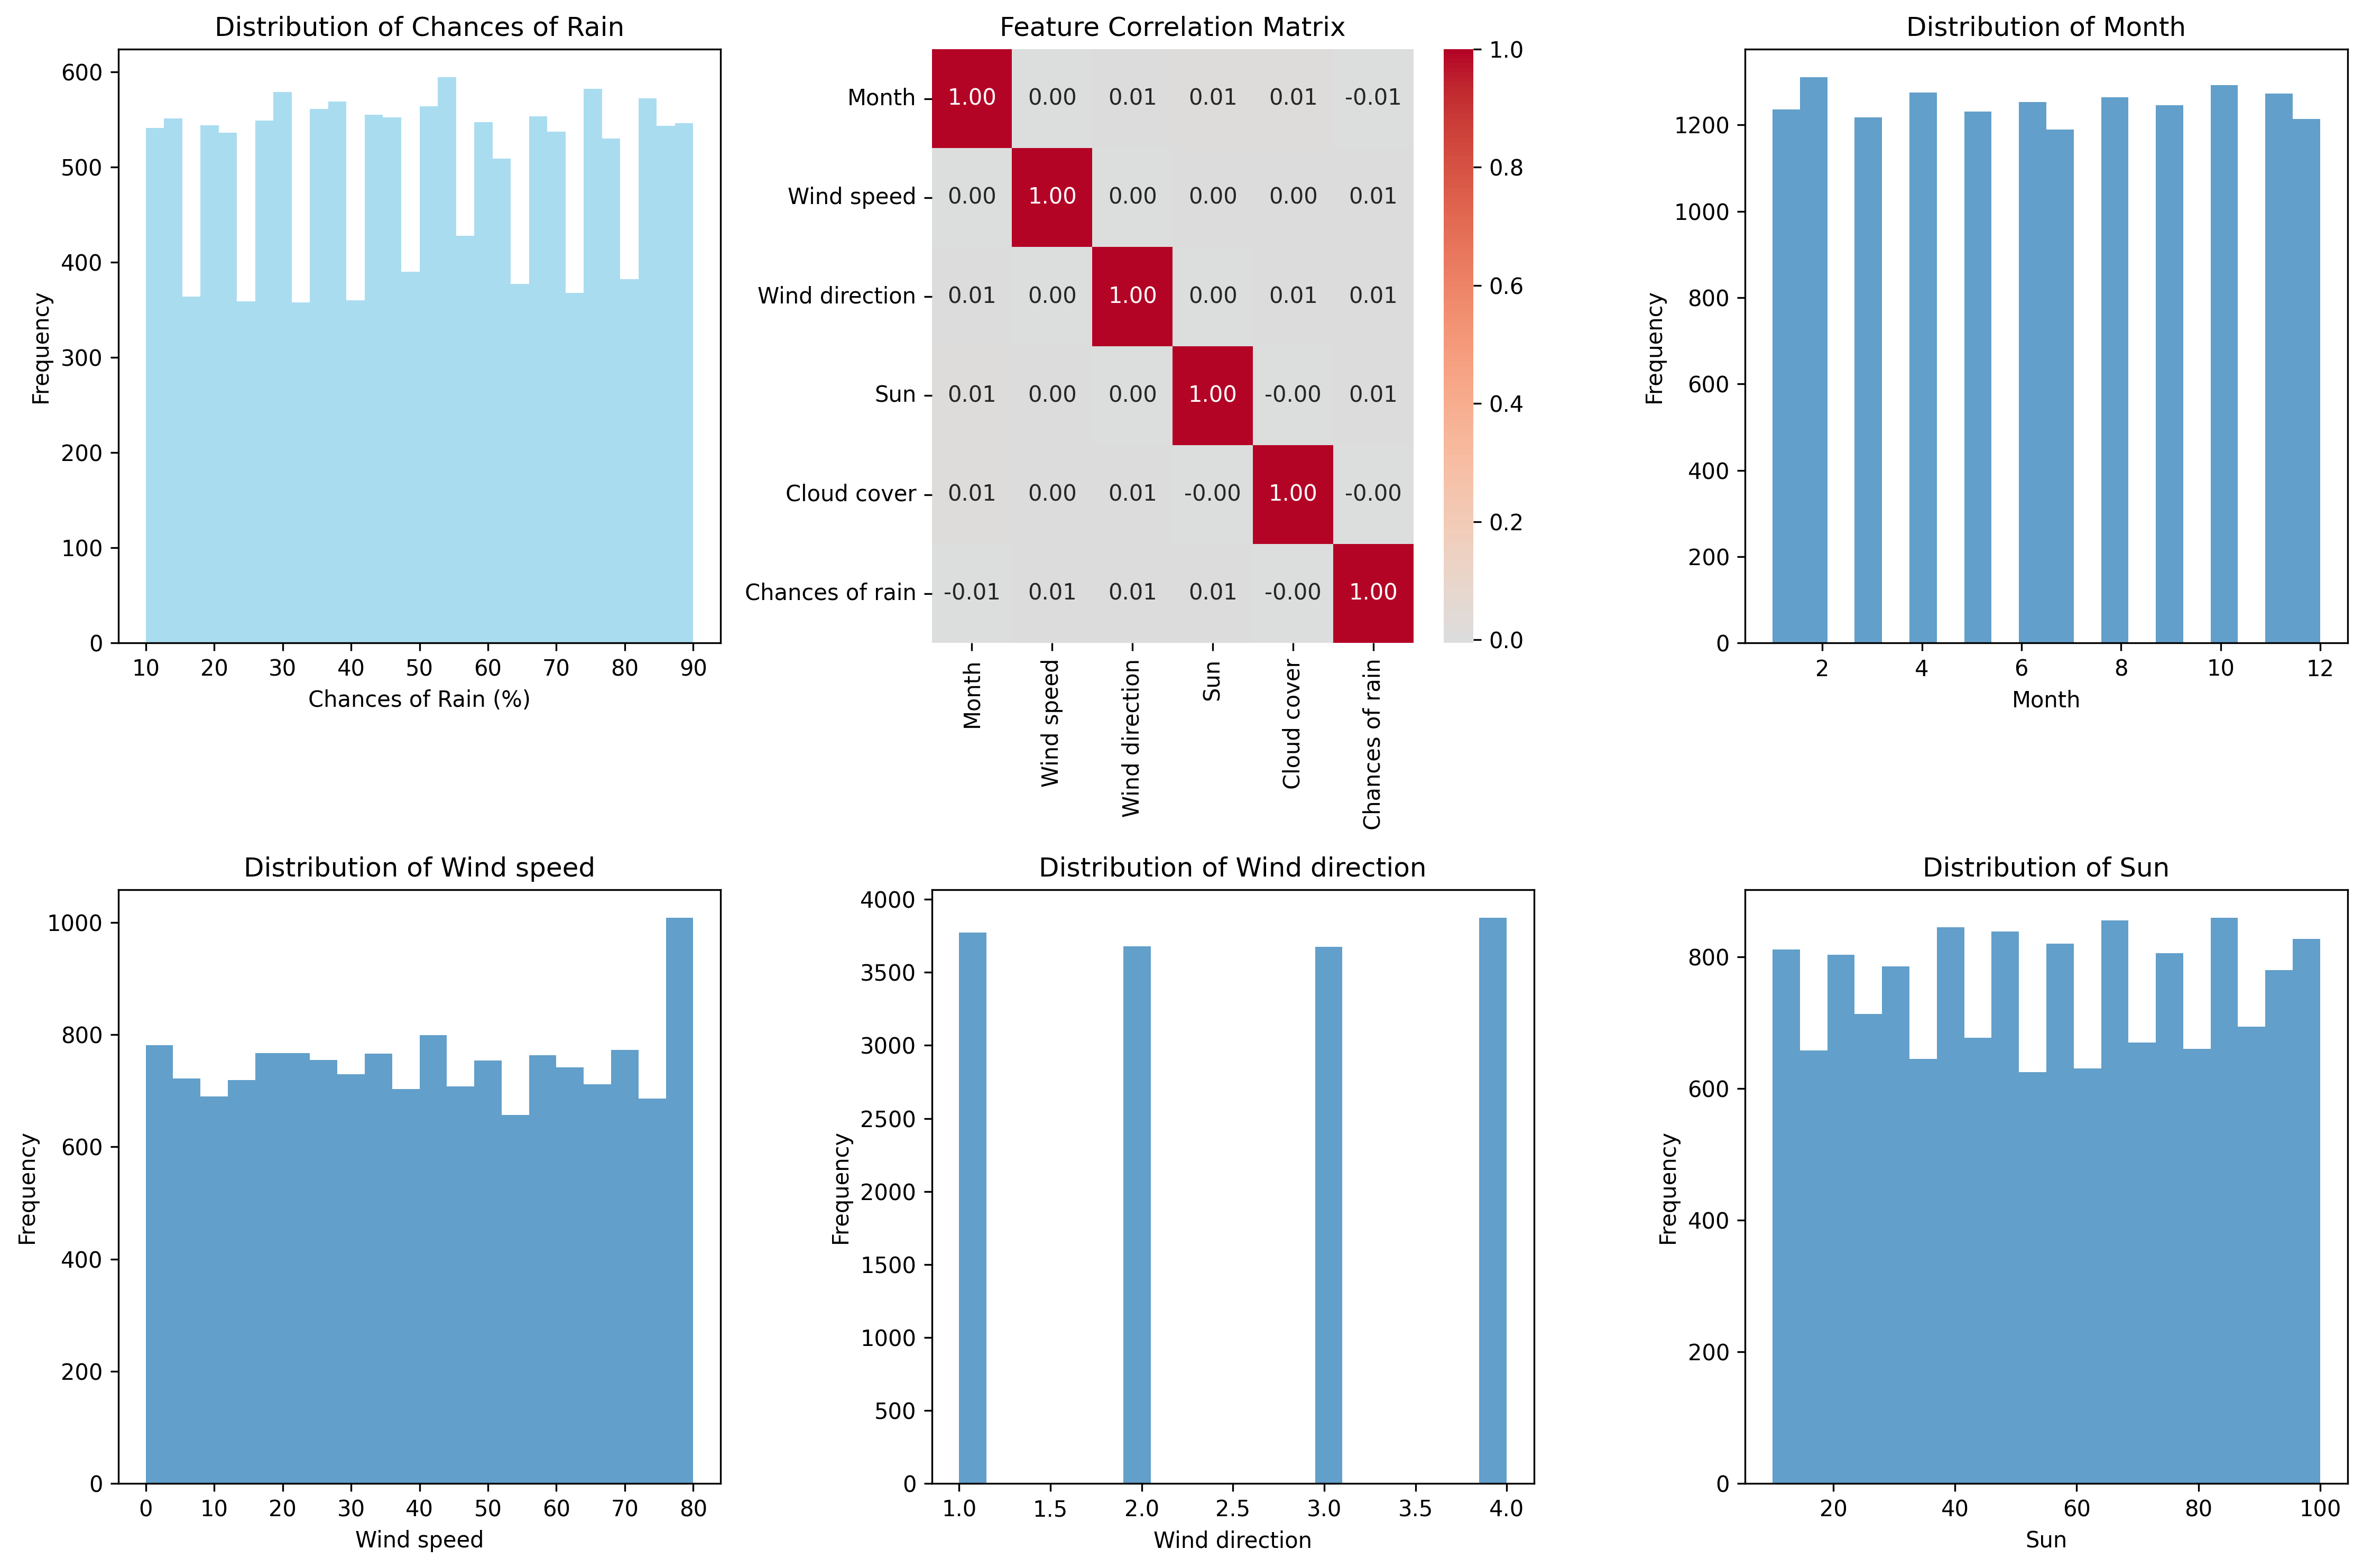 Distribution of Chances of Rain
600
500
400
300
200
100
0
Frequency
10 20 30 40 50 60 70 80 90
Chances of Rain (%)
Feature Correlation Matrix
Month 1.00 0.00 0.01 0.01 0.01 -0.01
Wind speed 0.00 1.00 0.00 0.00 0.00 0.01
Wind direction 0.01 0.00 1.00 0.00 0.01 0.01
Sun 0.01 0.00 0.00 1.00 -0.00 0.01
Cloud cover 0.01 0.00 0.01 -0.00 1.00 -0.00
Chances of rain -0.01 0.01 0.01 0.01 -0.00 1.00
Month
Wind speed
Wind direction
Sun
Cloud cover
Chances of rain
1.0
0.8
0.6
0.4
0.2
0.0
Distribution of Month
1200
1000
800
600
400
200
0
Frequency
2 4 6 8 10 12
Month
Distribution of Wind speed
1000
800
600
400
200
0
Frequency
0 10 20 30 40 50 60 70 80
Wind speed
Distribution of Wind direction
4000
3500
3000
2500
2000
1500
1000
500
0
Frequency
1.0 1.5 2.0 2.5 3.0 3.5 4.0
Wind direction
Distribution of Sun
800
600
400
200
0
Frequency
20 40 60 80 100
Sun